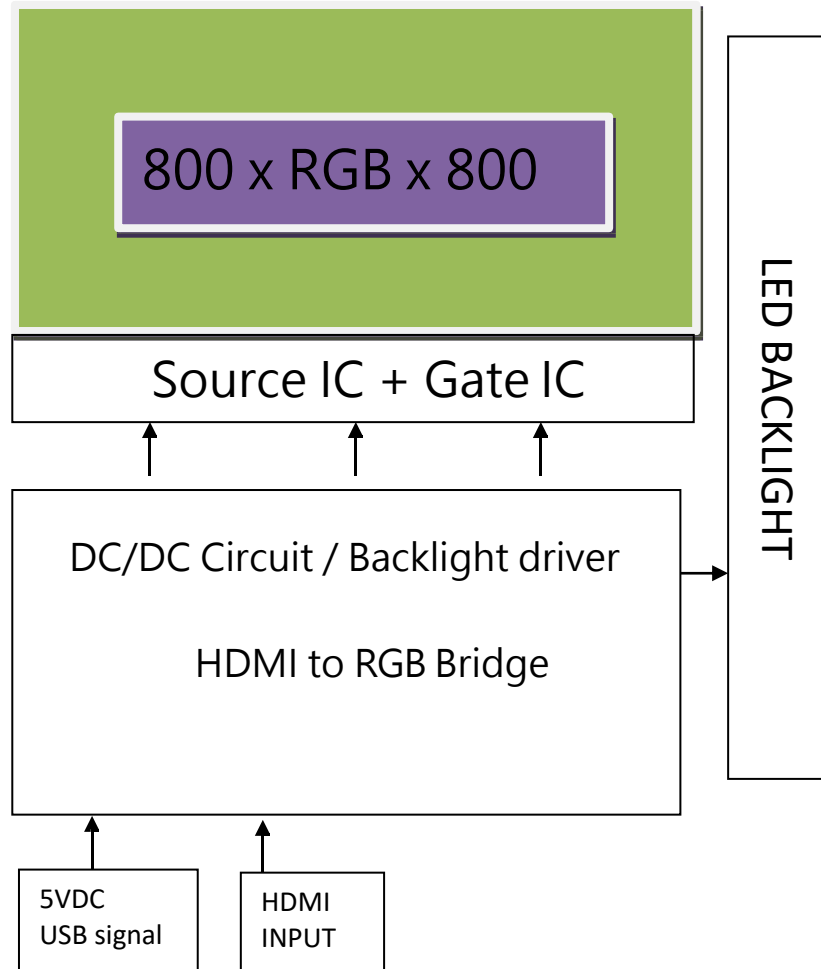 800 x RGB x 800
Source IC + Gate IC
LED BACKLIGHT
DC/DC Circuit / Backlight driver
HDMI to RGB Bridge
5VDC
USB signal
HDMI
INPUT